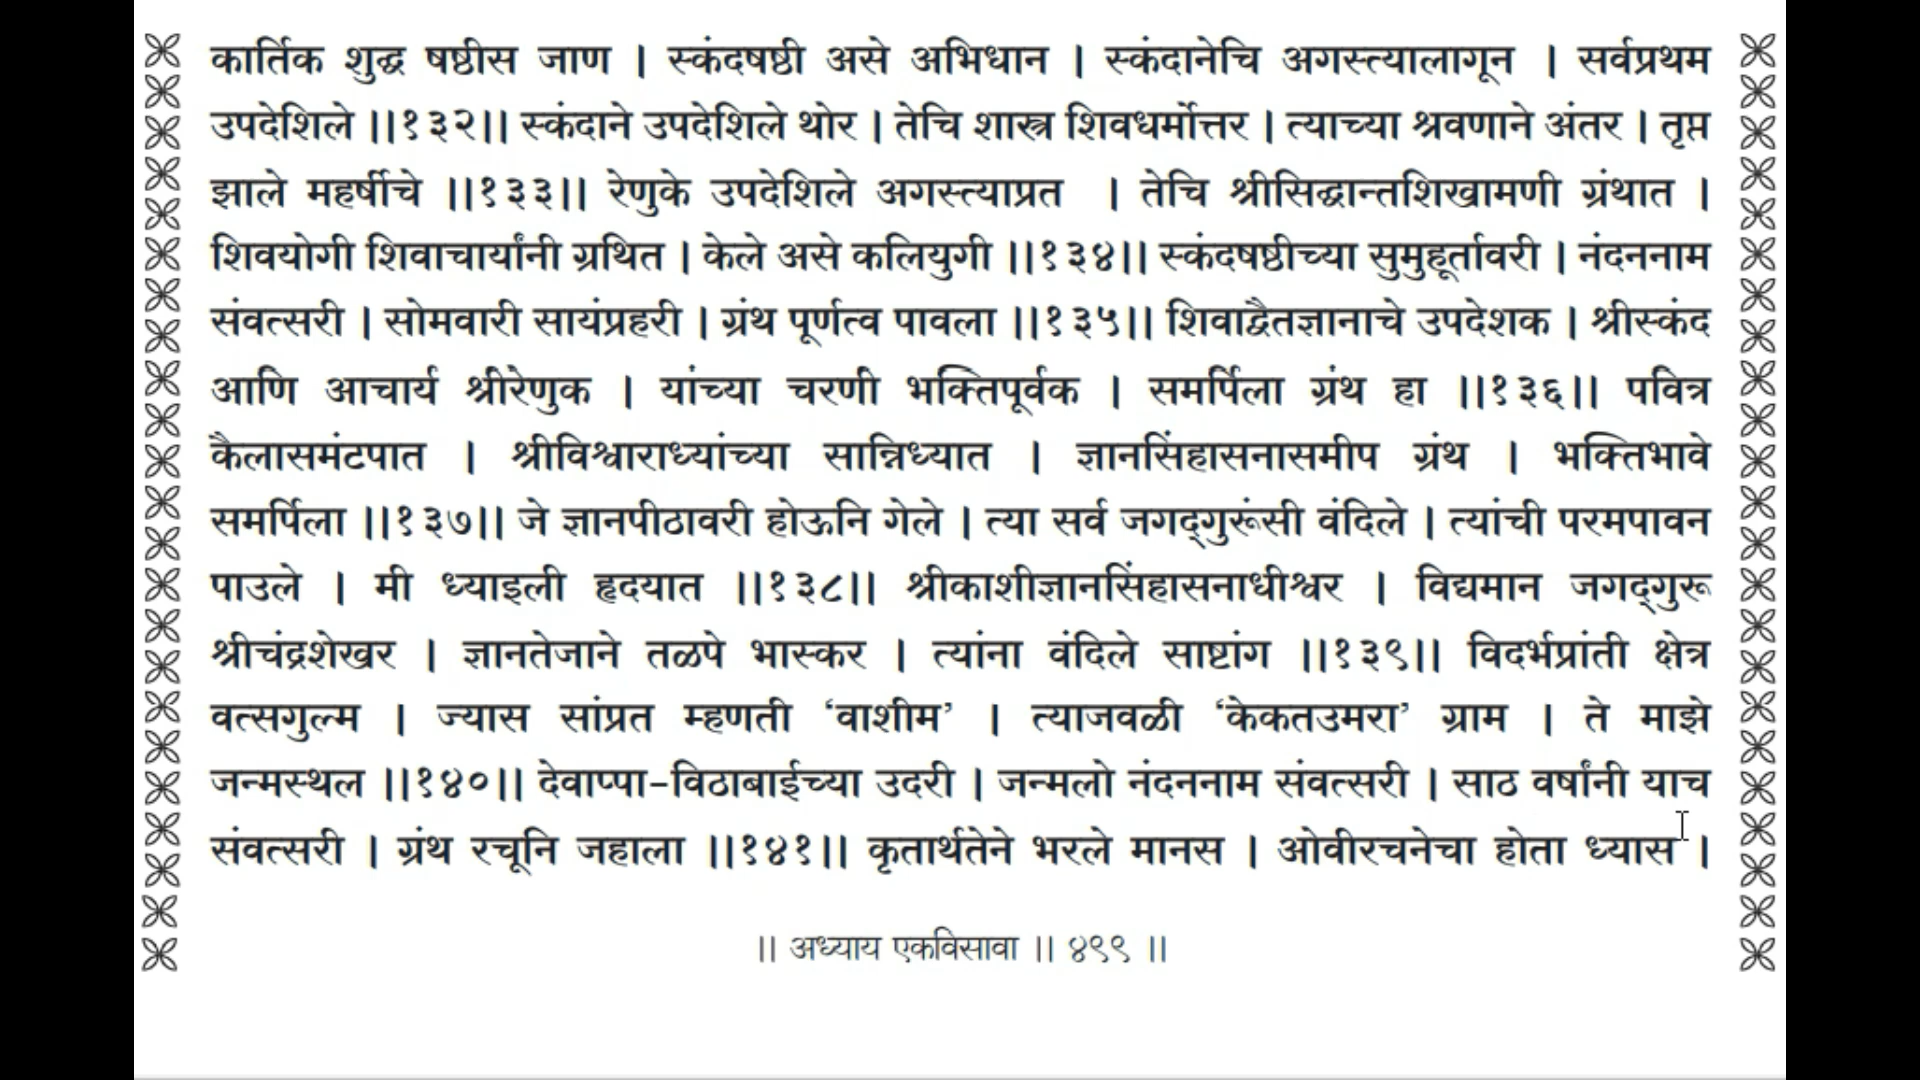 कार्तिक शुद्ध षष्ठीस जाण । स्कंदषष्ठी असे अभिधान । स्कंदानेचि अगस्त्यालागून । सर्वप्रथम
उपदेशिले ||१३२|| स्कंदाने उपदेशिले थोर । तेचि शास्त्र शिवधर्मोत्तर । त्याच्या श्रवणाने अंतर । तृप्त
झाले महर्षीचे ||१३३|| रेणुके उपदेशिले अगस्त्याप्रत । तेचि श्रीसिद्धान्तशिखामणी ग्रंथात ।
शिवयोगी शिवाचार्यांनी ग्रथित । केले असे कलियुगी ||१३४|| स्कंदषष्ठीच्या सुमुहूर्तावरी । नंदननाम
संवत्सरी । सोमवारी सायंप्रहरी । ग्रंथ पूर्णत्व पावला ||१३५|| शिवाद्वैतज्ञानाचे उपदेशक । श्रीस्कंद
आणि आचार्य श्रीरेणुक । यांच्या चरणी भक्तिपूर्वक । समर्पिला ग्रंथ हा ||१३६|| पवित्र
कैलासमंटपात । श्रीविश्वाराध्यांच्या सान्निध्यात । ज्ञानसिंहासनासमीप ग्रंथ । भक्तिभावे
समर्पिला ||१३७|| जे ज्ञानपीठावरी होऊनि गेले । त्या सर्व जगद्‌गुरूंसी वंदिले । त्यांची परमपावन
पाउले । मी ध्याइली हृदयात ||१३८|| श्रीकाशीज्ञानसिंहासनाधीश्वर । विद्यमान जगद्‌गुरू
श्रीचंद्रशेखर । ज्ञानतेजाने तळपे भास्कर । त्यांना वंदिले साष्टांग ||१३९|| विदर्भप्रांती क्षेत्र
वत्सगुल्म । ज्यास सांप्रत म्हणती ‘वाशीम’ । त्याजवळी ‘केकतउमरा’ ग्राम । ते माझे
जन्मस्थल ||१४०|| देवाप्पा-विठाबाईच्या उदरी । जन्मलो नंदननाम संवत्सरी । साठ वर्षांनी याच
संवत्सरी । ग्रंथ रचूनि जहाला ||१४१|| कृतार्थतेने भरले मानस । ओवीरचनेचा होता ध्यास ।
|| अध्याय एकविसावा || ४९९ ||